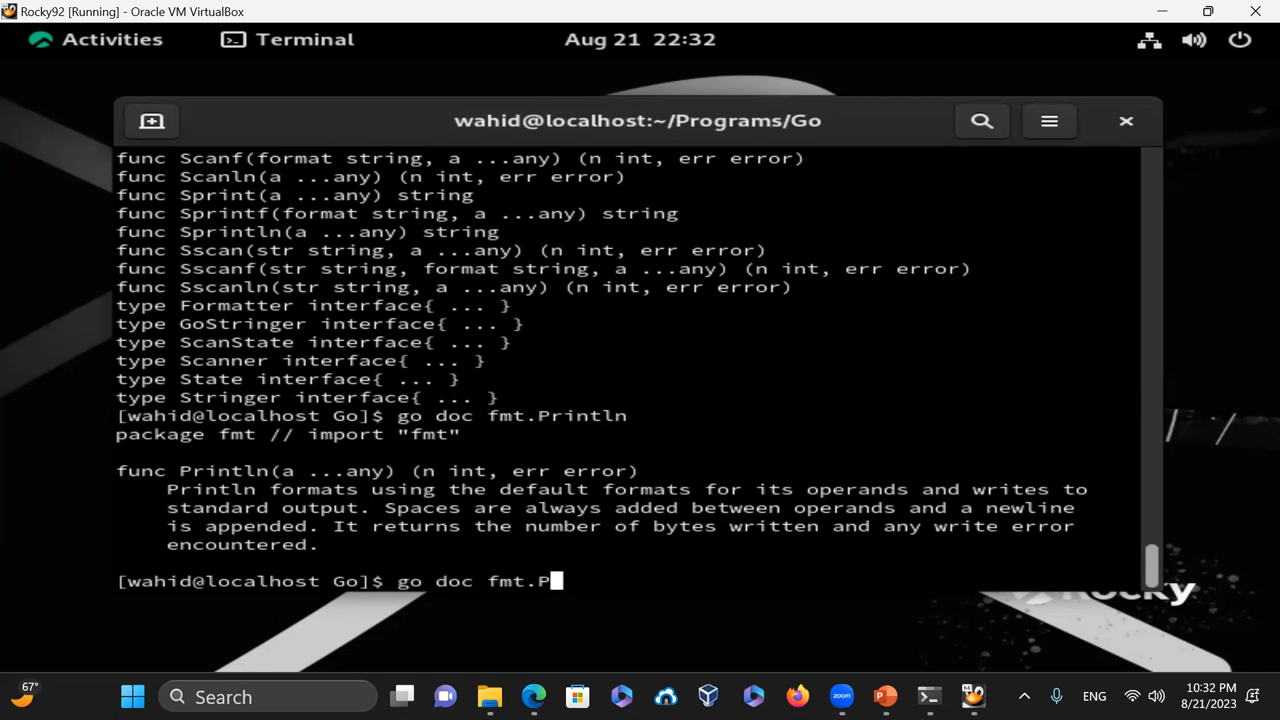 Rocky92 [Running] - Oracle VM VirtualBox
Activities Terminal Aug 21 22:32
wahid@localhost:~/Programs/Go
func Scanf(format string, a ...any) (n int, err error)
func Scanln(a ...any) (n int, err error)
func Sprint(a ...any) string
func Sprintf(format string, a ...any) string
func Sprintln(a ...any) string
func Sscan(str string, a ...any) (n int, err error)
func Sscanf(str string, format string, a ...any) (n int, err error)
func Sscanln(str string, a ...any) (n int, err error)
type Formatter interface{ ... }
type GoStringer interface{ ... }
type ScanState interface{ ... }
type Scanner interface{ ... }
type State interface{ ... }
type Stringer interface{ ... }
[wahid@localhost Go]$ go doc fmt.Println
package fmt // import "fmt"
func Println(a ...any) (n int, err error)
Println formats using the default formats for its operands and writes to
standard output. Spaces are always added between operands and a newline
is appended. It returns the number of bytes written and any write error
encountered.
[wahid@localhost Go]$ go doc fmt.P
Rocky
67°
Search
zoom
ENG
10:32 PM
8/21/2023